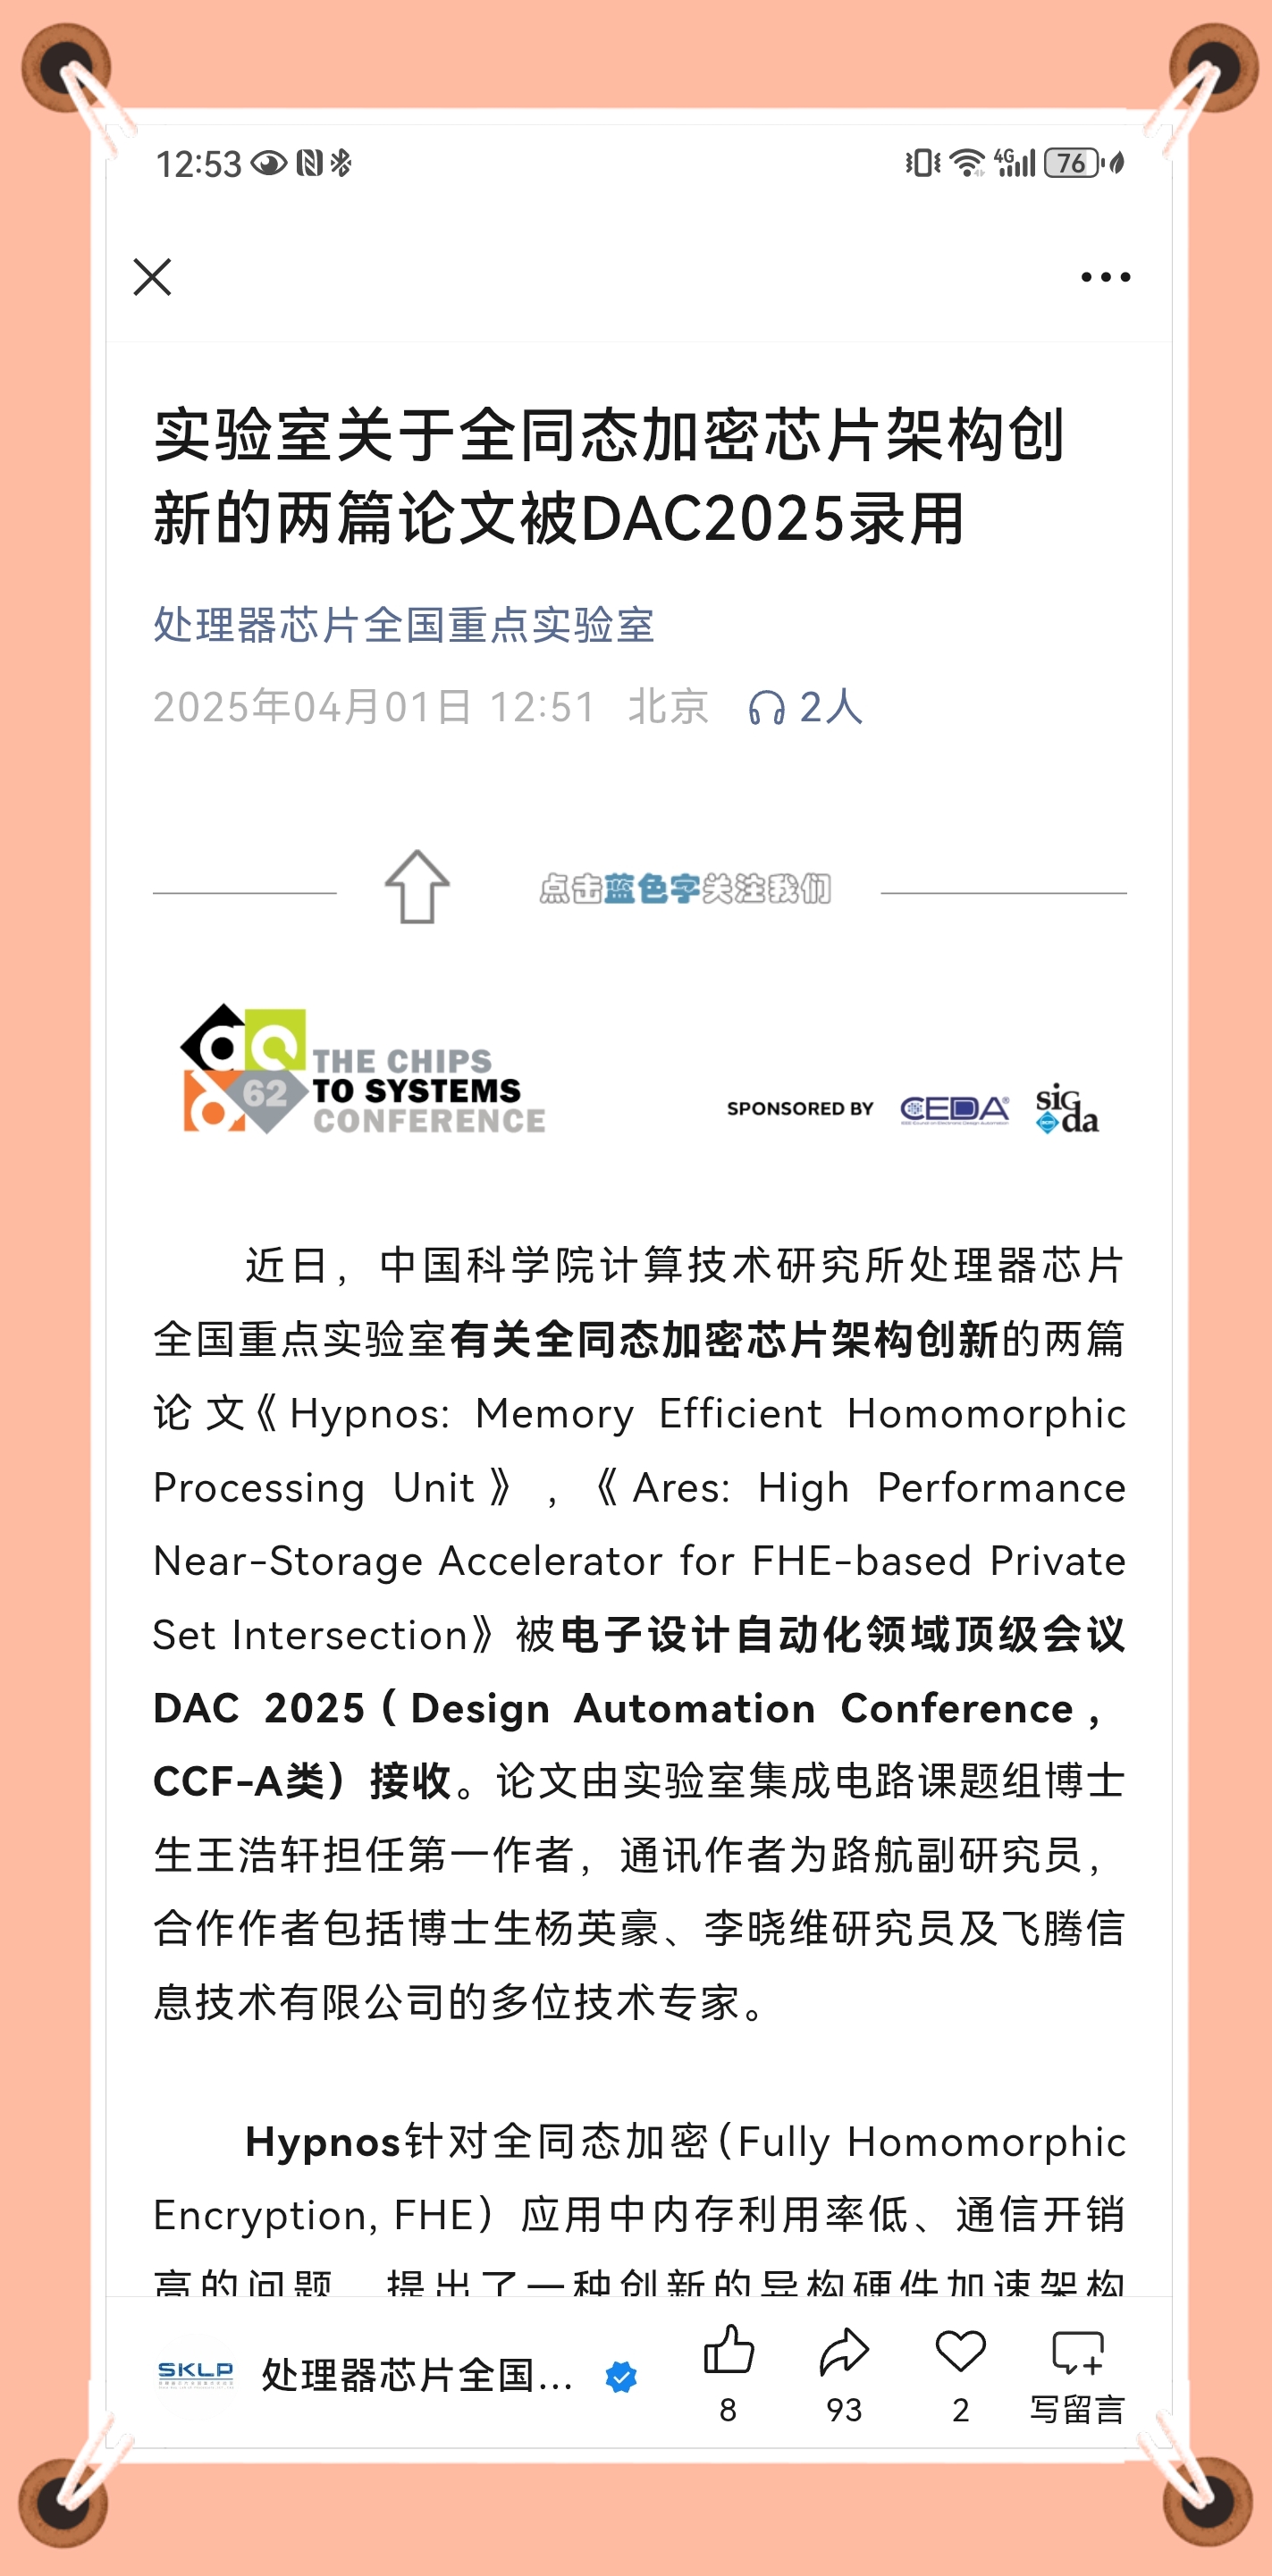 12:53
4G 76
实验室关于全同态加密芯片架构创
新的两篇论文被DAC2025录用
处理器芯片全国重点实验室
2025年04月01日 12:51 北京 2人
点击蓝色字关注我们
62
THE CHIPS
TO SYSTEMS
CONFERENCE
SPONSORED BY CEDA sigda
近日，中国科学院计算技术研究所处理器芯片
全国重点实验室有关全同态加密芯片架构创新的两篇
论文《Hypnos: Memory Efficient Homomorphic
Processing Unit》,《Ares: High Performance
Near-Storage Accelerator for FHE-based Private
Set Intersection》被电子设计自动化领域顶级会议
DAC 2025（Design Automation Conference，
CCF-A类）接收。论文由实验室集成电路课题组博士
生王浩轩担任第一作者，通讯作者为路航副研究员，
合作作者包括博士生杨英豪、李晓维研究员及飞腾信
息技术有限公司的多位技术专家。
Hypnos针对全同态加密（Fully Homomorphic
Encryption, FHE）应用中内存利用率低、通信开销
高的问题，提出了一种创新的异构硬件加速架构
SKLP 处理器芯片全国...
8 93 2 写留言